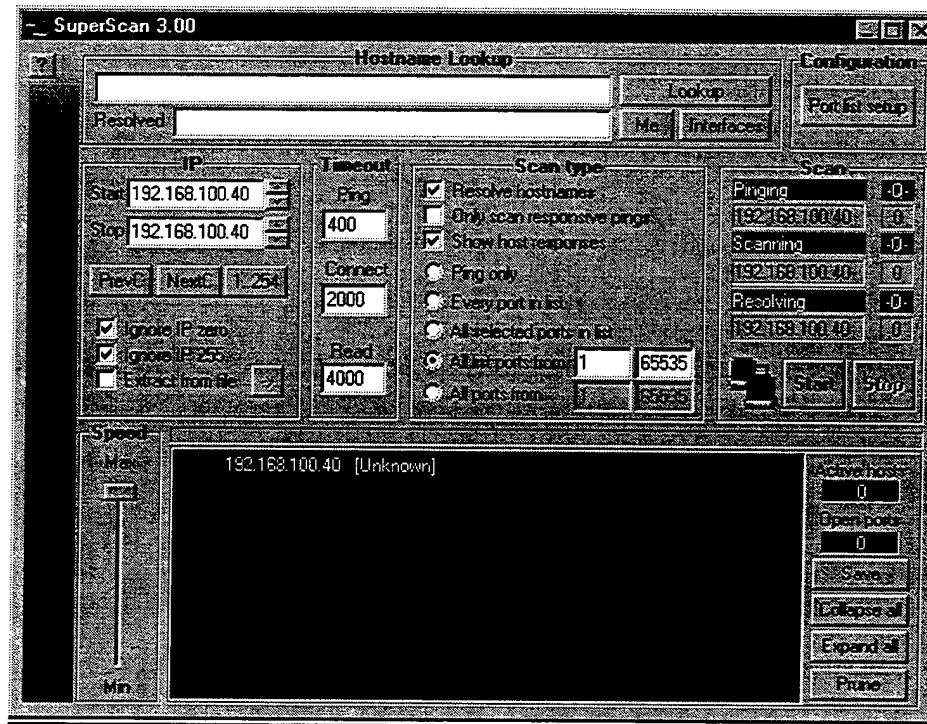 SuperScan 3.00
?
Hostname Lookup
Lookup
Resolved
Me
Interfaces
Configuration
Port list setup
IP
Start 192.168.100.40
Stop 192.168.100.40
PrevC
NextC
1..254
Ignore IP zero
Ignore IP 255
Extract from file
->
Timeout
Ping
400
Connect
2000
Read
4000
Scan type
Resolve hostnames
Only scan responsive pings
Show host responses
Ping only
Every port in list
All selected ports in list
All list ports from 1 65535
All ports from 1 65535
Scan
Pinging -0-
192.168.100.40 0
Scanning -0-
192.168.100.40 0
Resolving -0-
192.168.100.40 0
Start
Stop
Speed
Max
Min
192.168.100.40 [Unknown]
Active hosts
0
Open ports
0
Save
Collapse all
Expand all
Prune